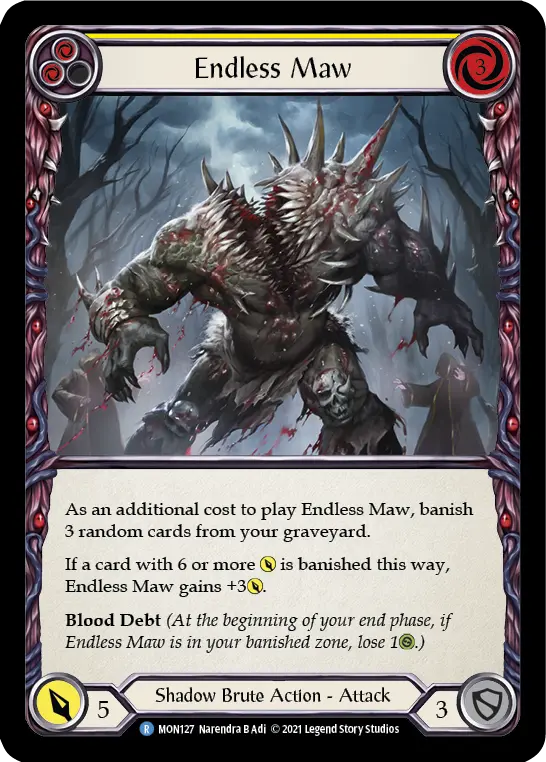 Endless Maw
3
As an additional cost to play Endless Maw, banish
3 random cards from your graveyard.
If a card with 6 or more is banished this way,
Endless Maw gains +3.
Blood Debt (At the beginning of your end phase, if
Endless Maw is in your banished zone, lose 1.)
5
Shadow Brute Action - Attack
3
R MON127 Narendra B Adi © 2021 Legend Story Studios